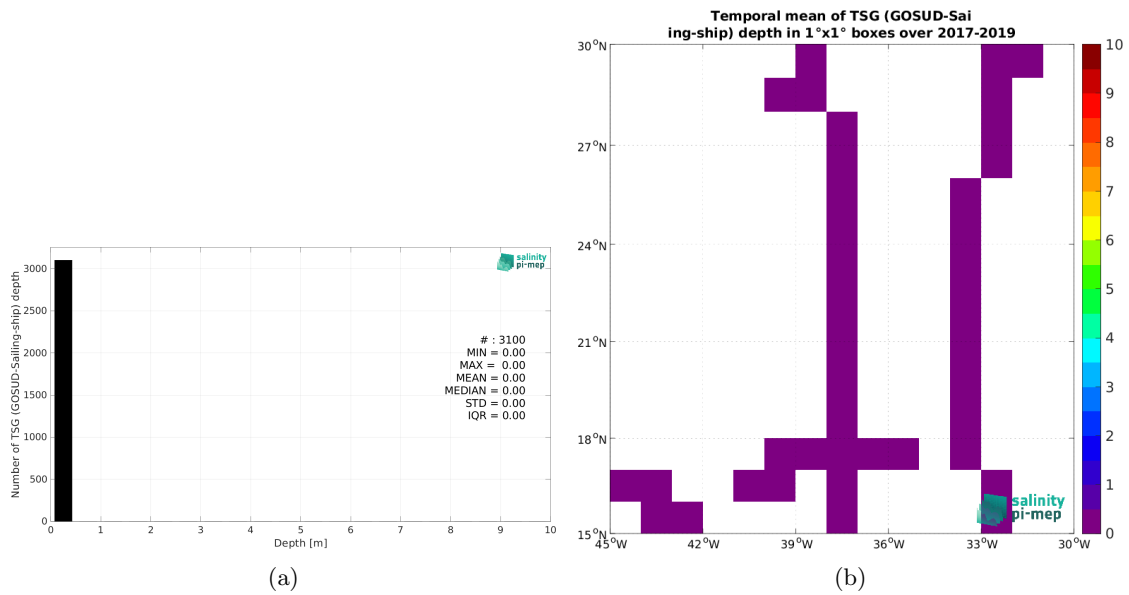 Number of TSG (GOSUD-Sailing-ship) depth
3000
2500
2000
1500
1000
500
0
0 1 2 3 4 5 6 7 8 9 10
Depth [m]
salinity
pi-mep
# : 3100
MIN = 0.00
MAX = 0.00
MEAN = 0.00
MEDIAN = 0.00
STD = 0.00
IQR = 0.00
(a)
Temporal mean of TSG (GOSUD-Sai
ing-ship) depth in 1°x1° boxes over 2017-2019
30°N
27°N
24°N
21°N
18°N
15°N
45°W 42°W 39°W 36°W 33°W 30°W
salinity
pi-mep
10
9
8
7
6
5
4
3
2
1
0
(b)